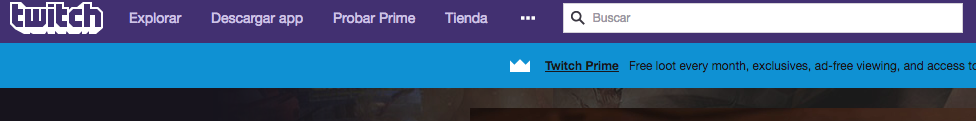 twitch Explorar Descargar app Probar Prime Tienda ••• Buscar
Twitch Prime Free loot every month, exclusives, ad-free viewing, and access to